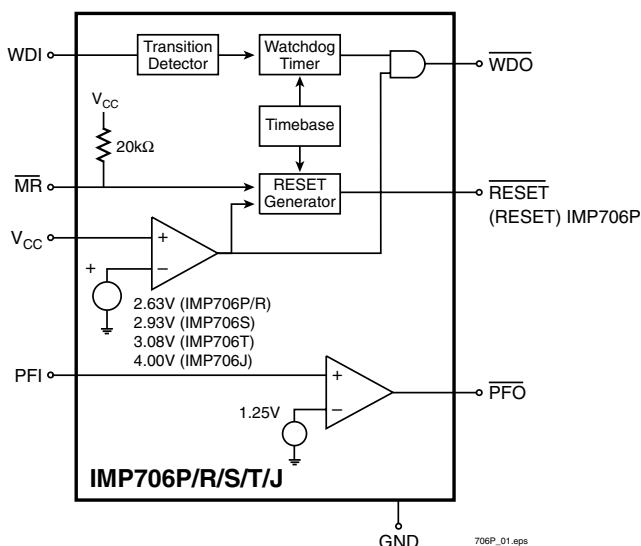 WDI
Transition
Detector
Watchdog
Timer
WDO
VCC
20kΩ
Timebase
MR
RESET
Generator
RESET
(RESET) IMP706P
VCC
+
−
+
2.63V (IMP706P/R)
2.93V (IMP706S)
3.08V (IMP706T)
4.00V (IMP706J)
PFI
+
−
PFO
1.25V
+
IMP706P/R/S/T/J
GND
706P_01.eps